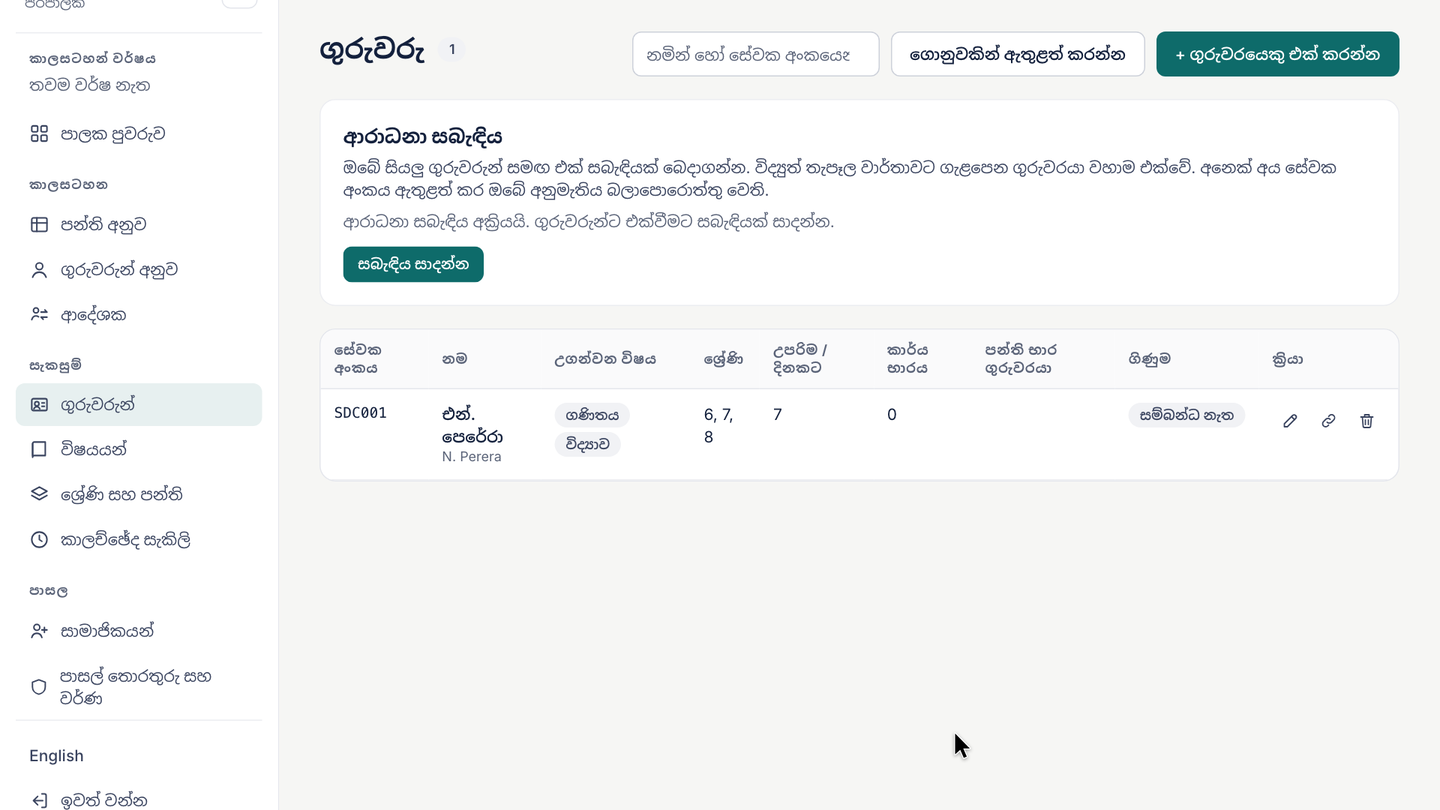 පරිපාලක
කාලසටහන් වර්ෂය
තවම වර්ෂ නැත
පාලක පුවරුව
කාලසටහන
පන්ති අනුව
ගුරුවරුන් අනුව
ආදේශක
සැකසුම්
ගුරුවරුන්
විෂයයන්
ශ්‍රේණි සහ පන්ති
කාලච්ඡේද සැකිලි
පාසල
සාමාජිකයන්
පාසල් තොරතුරු සහ
වර්ණ
English
ඉවත් වන්න
ගුරුවරු 1
නමින් හෝ සේවක අංකයෙ
ගොනුවකින් ඇතුළත් කරන්න
+ ගුරුවරයෙකු එක් කරන්න
ආරාධනා සබැඳිය
ඔබේ සියලු ගුරුවරුන් සමඟ එක් සබැඳියක් බෙදාගන්න. විද්‍යුත් තැපෑල වාර්තාවට ගැළපෙන ගුරුවරයා වහාම එක්වේ. අනෙක් අය සේවක
අංකය ඇතුළත් කර ඔබේ අනුමැතිය බලාපොරොත්තු වෙති.
ආරාධනා සබැඳිය අක්‍රියයි. ගුරුවරුන්ට එක්වීමට සබැඳියක් සාදන්න.
සබැඳිය සාදන්න
සේවක
අංකය
නම
උගන්වන විෂය
ශ්‍රේණි
උපරිම /
දිනකට
කාර්ය
භාරය
පන්ති භාර
ගුරුවරයා
ගිණුම
ක්‍රියා
SDC001
එන්.
පෙරේරා
N. Perera
ගණිතය
විද්‍යාව
6, 7,
8
7
0
සම්බන්ධ නැත